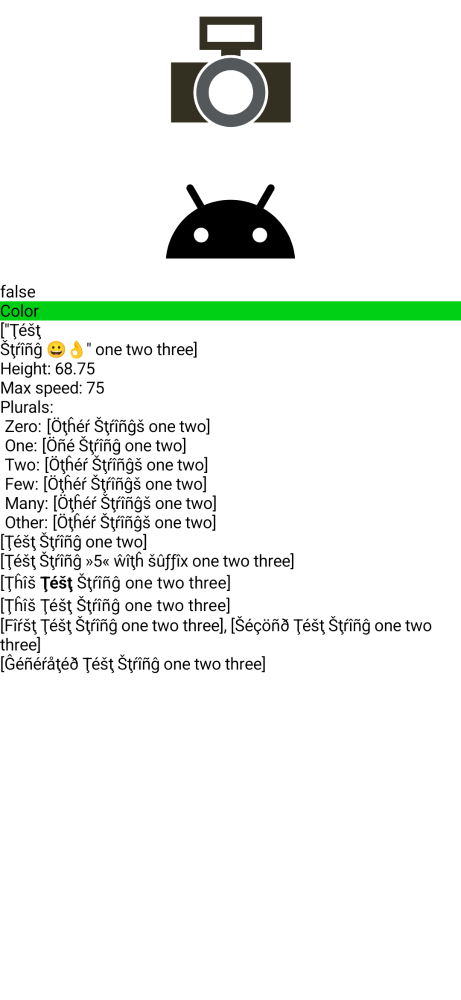 false
Color
["Ţéšţ
Šţŕîñĝ 😀👌" one two three]
Height: 68.75
Max speed: 75
Plurals:
Zero: [Öţĥéŕ Šţŕîñĝš one two]
One: [Öñé Šţŕîñĝ one two]
Two: [Öţĥéŕ Šţŕîñĝš one two]
Few: [Öţĥéŕ Šţŕîñĝš one two]
Many: [Öţĥéŕ Šţŕîñĝš one two]
Other: [Öţĥéŕ Šţŕîñĝš one two]
[Ţéšţ Šţŕîñĝ one two]
[Ţéšţ Šţŕîñĝ »5« ŵîţĥ šûƒƒîx one two three]
[Ţĥîš Ţéšţ Šţŕîñĝ one two three]
[Ţĥîš Ţéšţ Šţŕîñĝ one two three]
[Fîŕšţ Ţéšţ Šţŕîñĝ one two three], [Šéçöñð Ţéšţ Šţŕîñĝ one two
three]
[Ĝéñéŕåţéð Ţéšţ Šţŕîñĝ one two three]